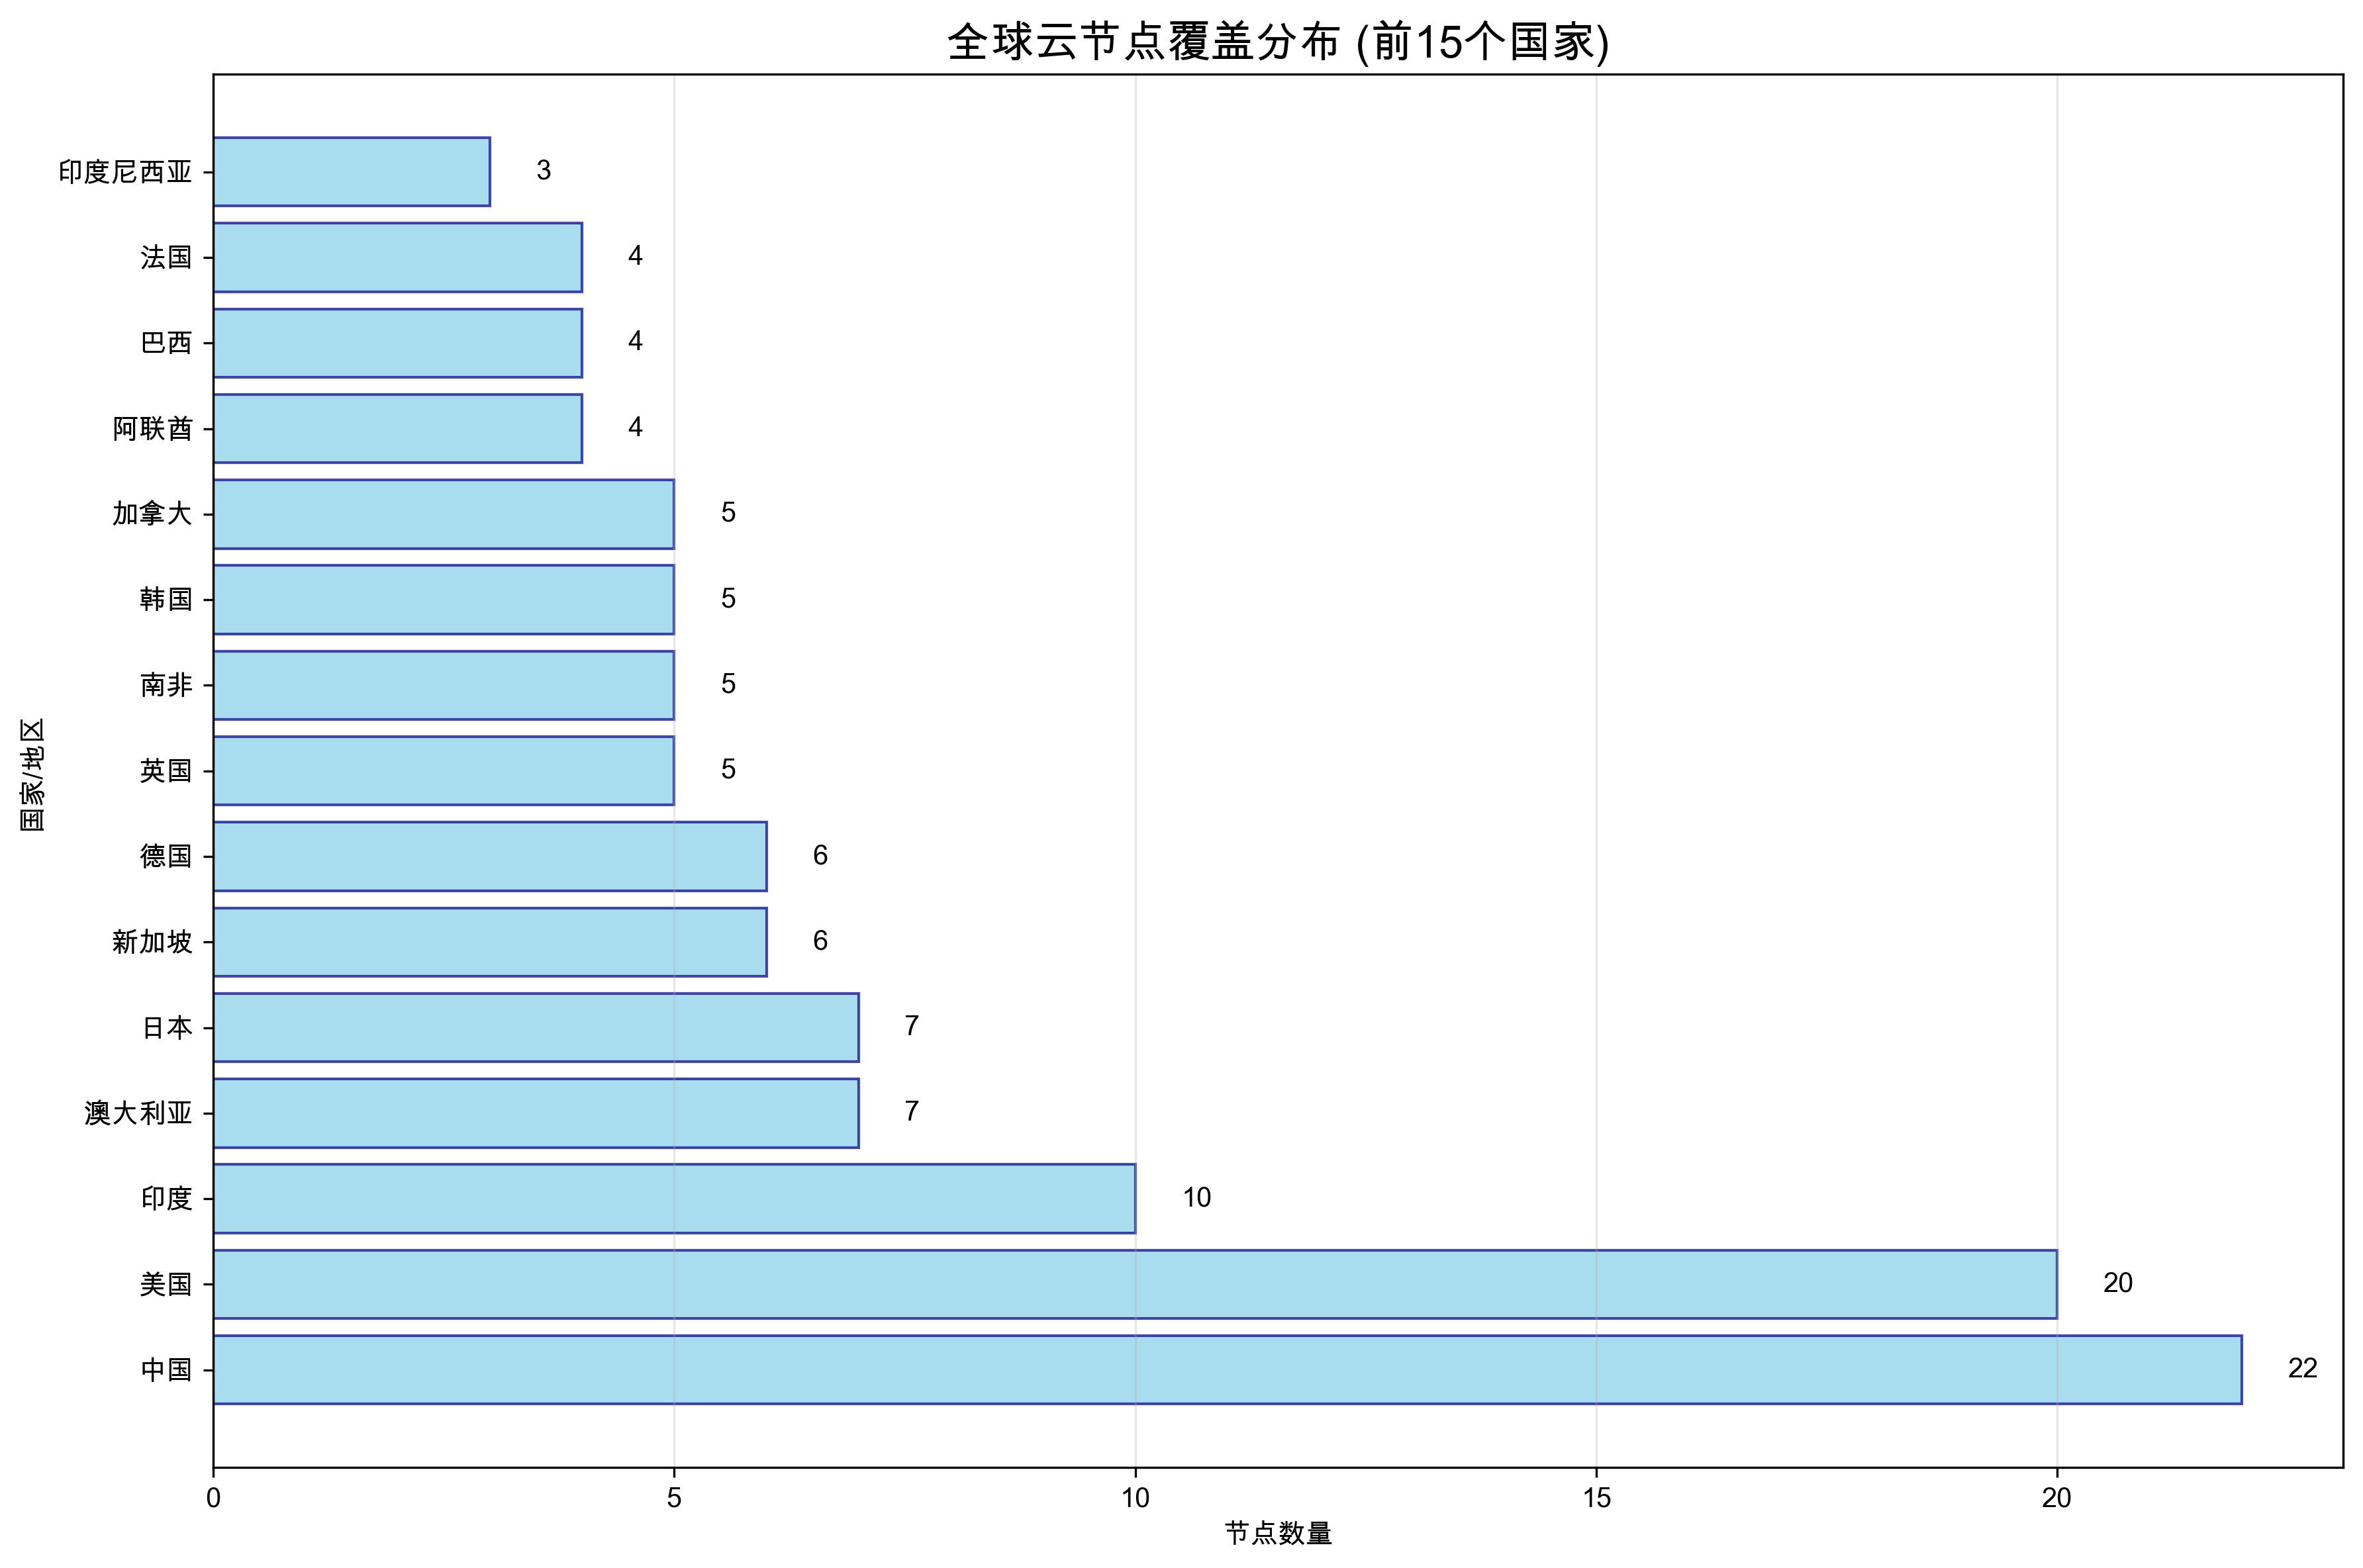 全球云节点覆盖分布 (前15个国家)
国家/地区
印度尼西亚 3
法国 4
巴西 4
阿联酋 4
加拿大 5
韩国 5
南非 5
英国 5
德国 6
新加坡 6
日本 7
澳大利亚 7
印度 10
美国 20
中国 22
0 5 10 15 20
节点数量